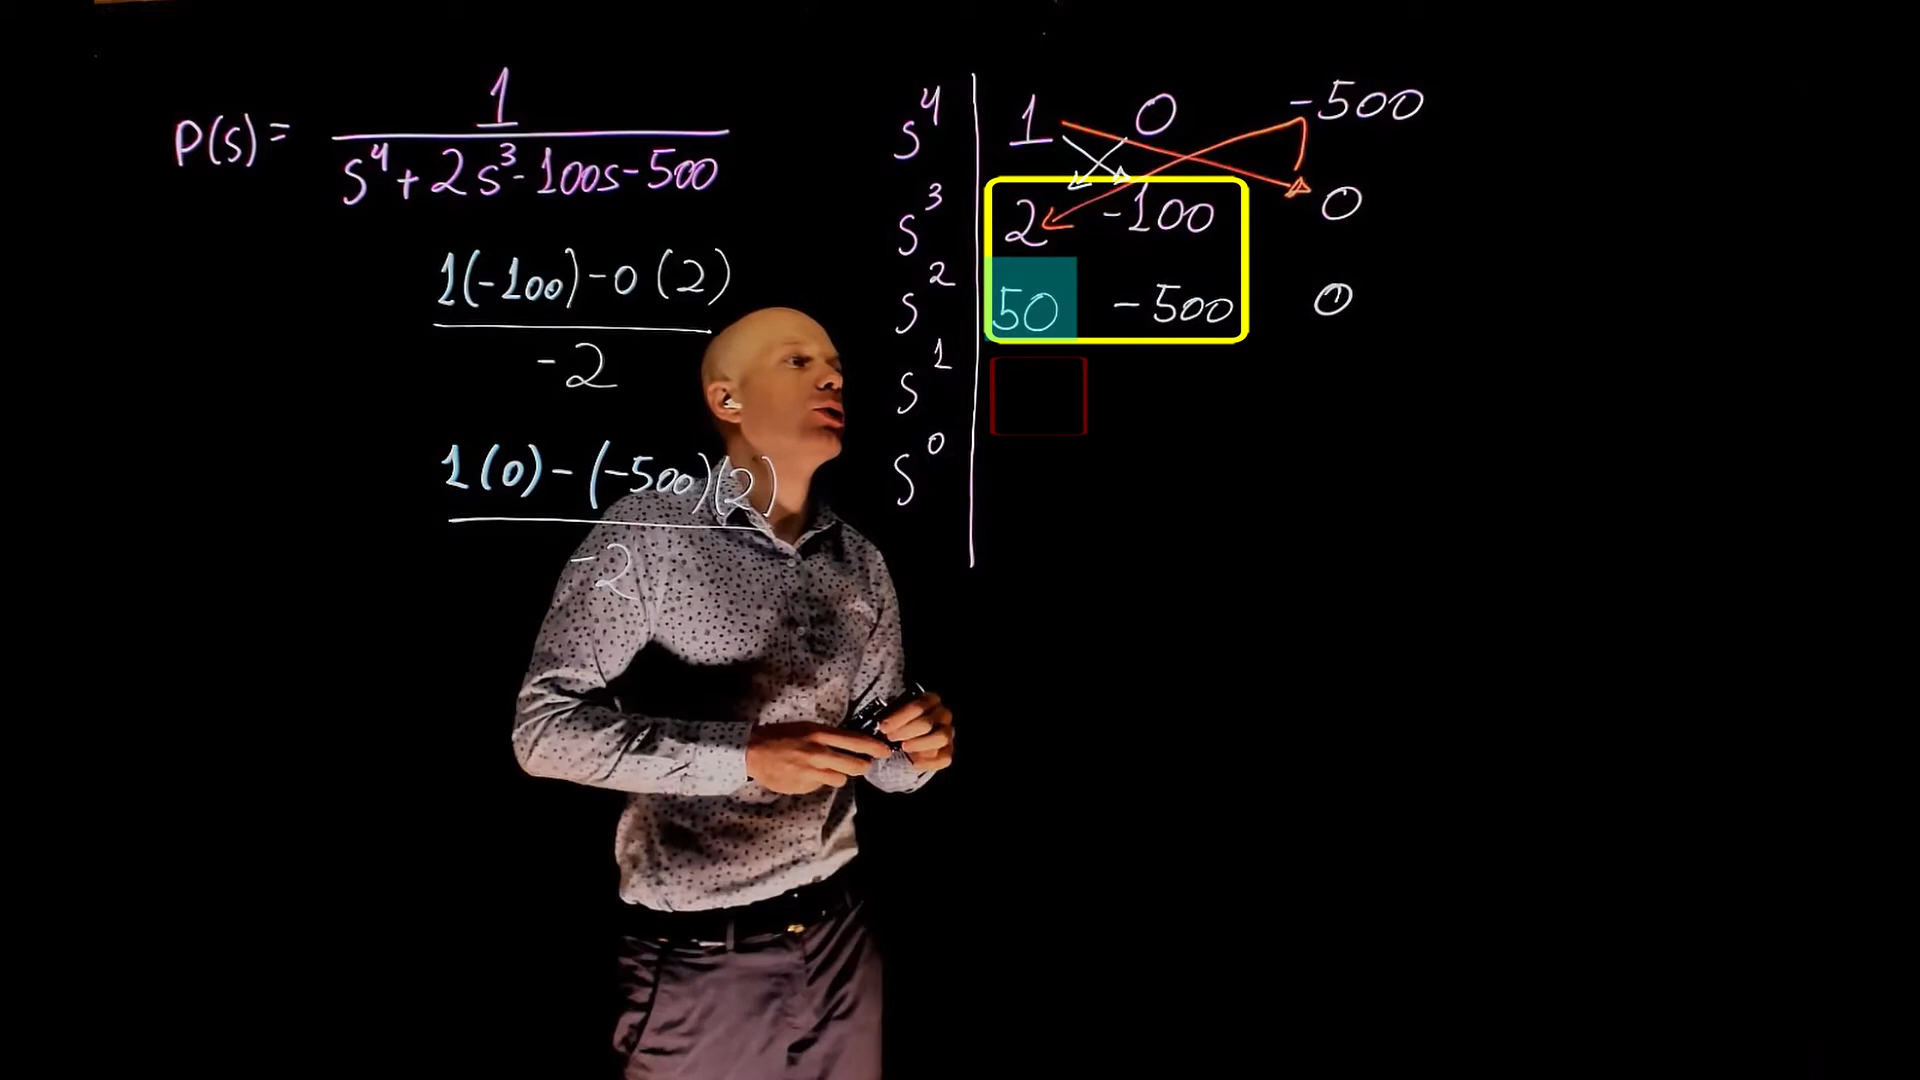 P(s) = 1 / s⁴ + 2s³ - 100s - 500
1(-100) - 0(2) / -2
1(0) - (-500)(2) / -2
s⁴ | 1 0 -500
s³ | 2 -100 0
s² | 50 -500 0
s¹ |
s⁰ |